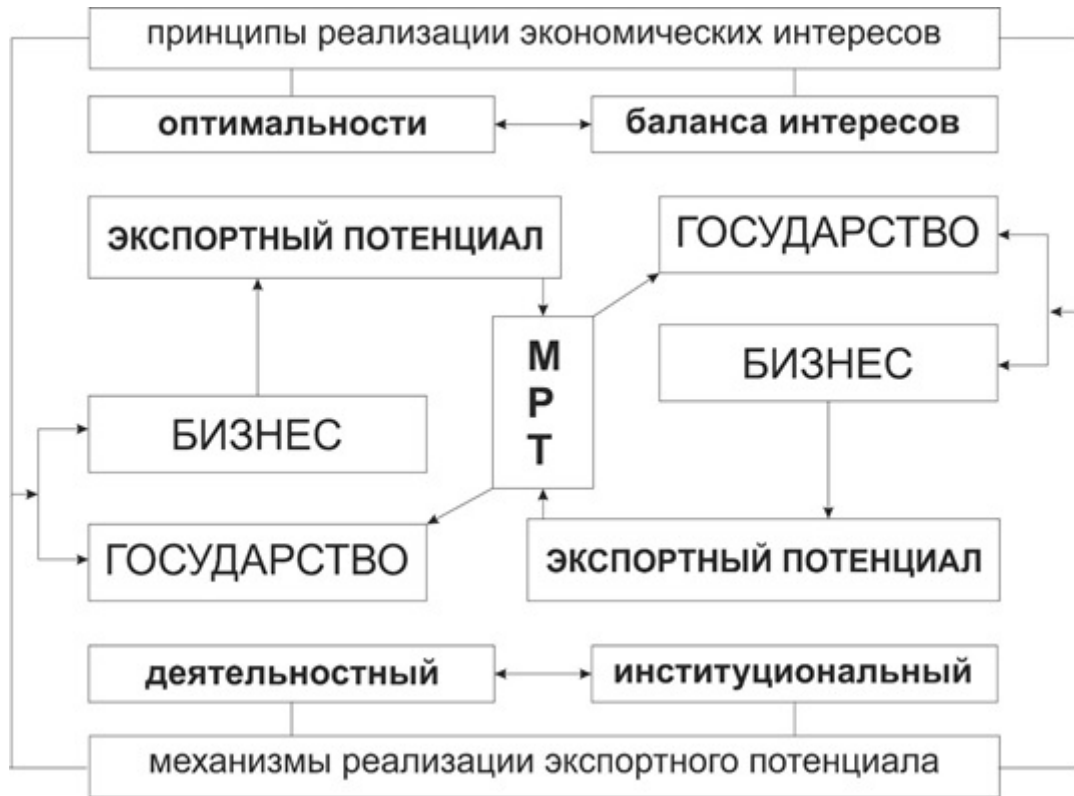 принципы реализации экономических интересов
оптимальности
баланса интересов
ЭКСПОРТНЫЙ ПОТЕНЦИАЛ
ГОСУДАРСТВО
М
Р
Т
БИЗНЕС
БИЗНЕС
ГОСУДАРСТВО
ЭКСПОРТНЫЙ ПОТЕНЦИАЛ
деятельностный
институциональный
механизмы реализации экспортного потенциала